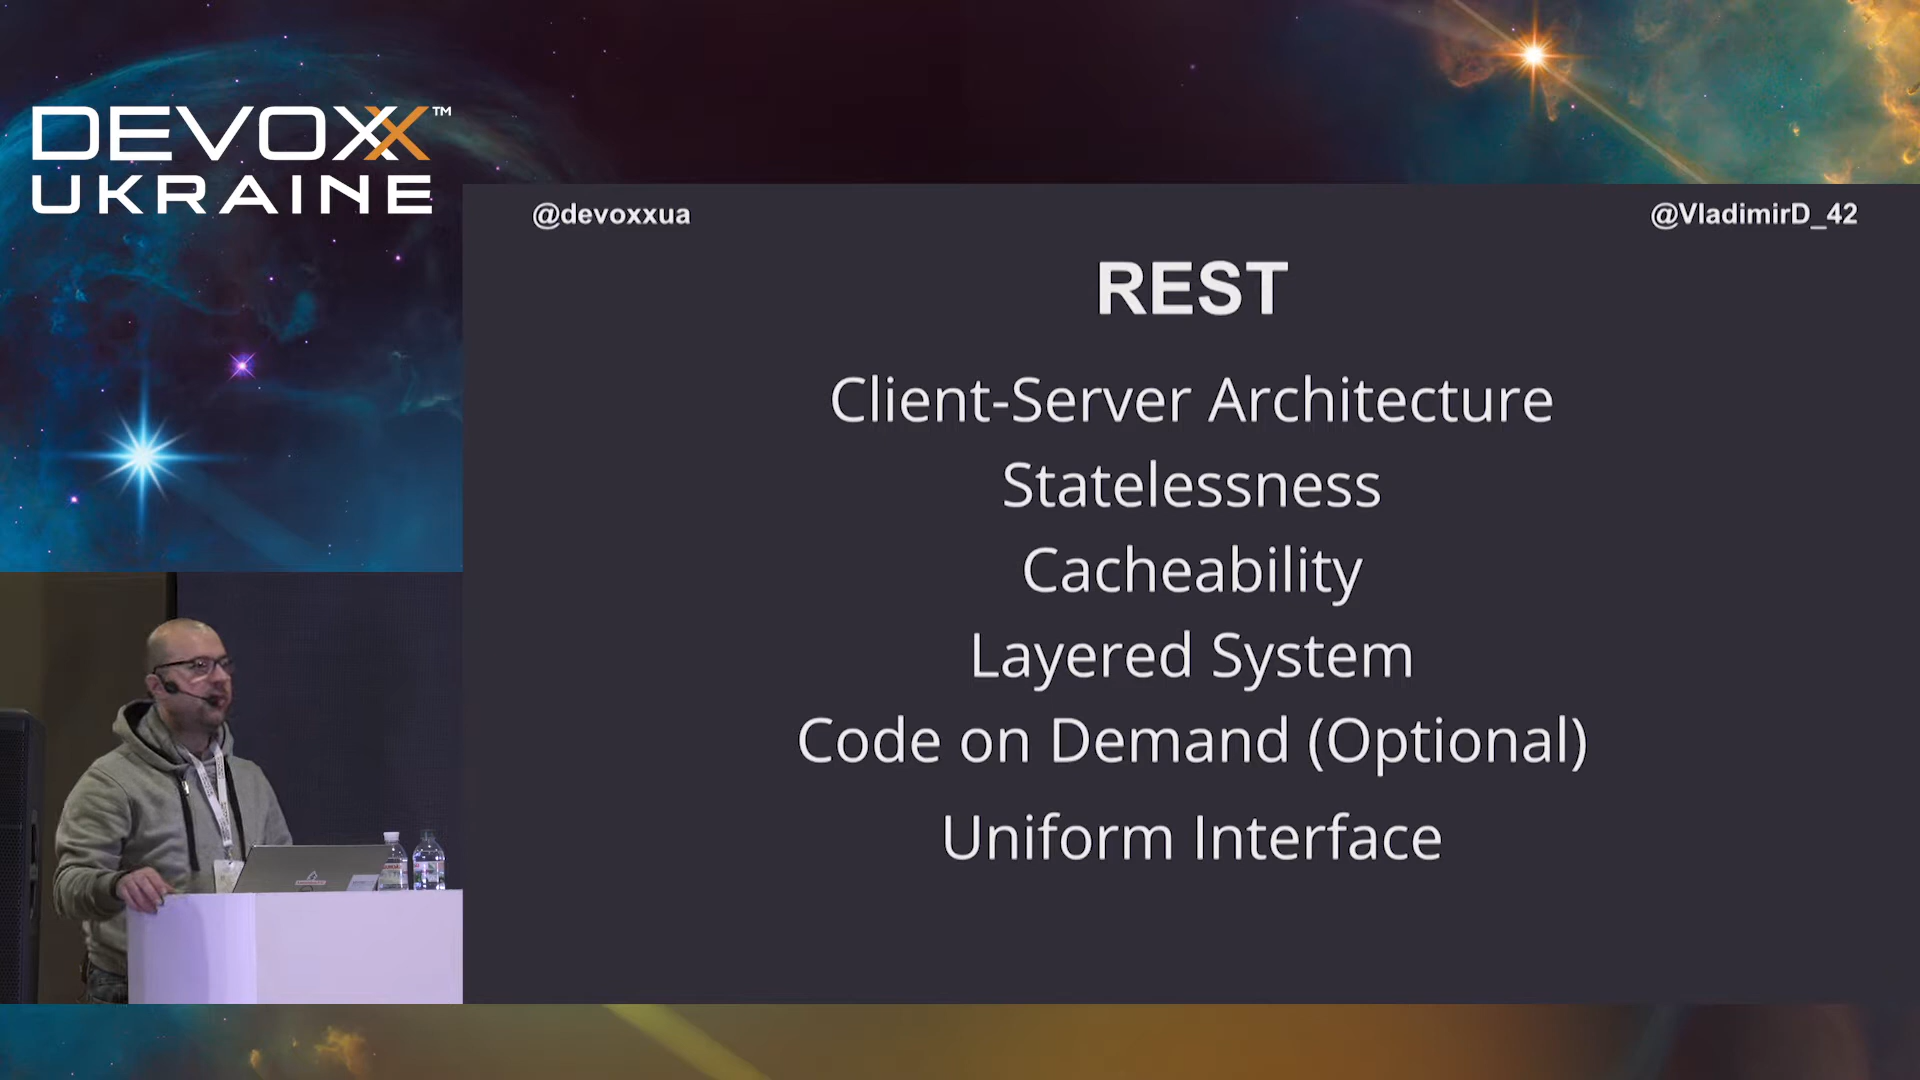 DEVOXX™
UKRAINE
@devoxxua
@VladimirD_42
REST
Client-Server Architecture
Statelessness
Cacheability
Layered System
Code on Demand (Optional)
Uniform Interface